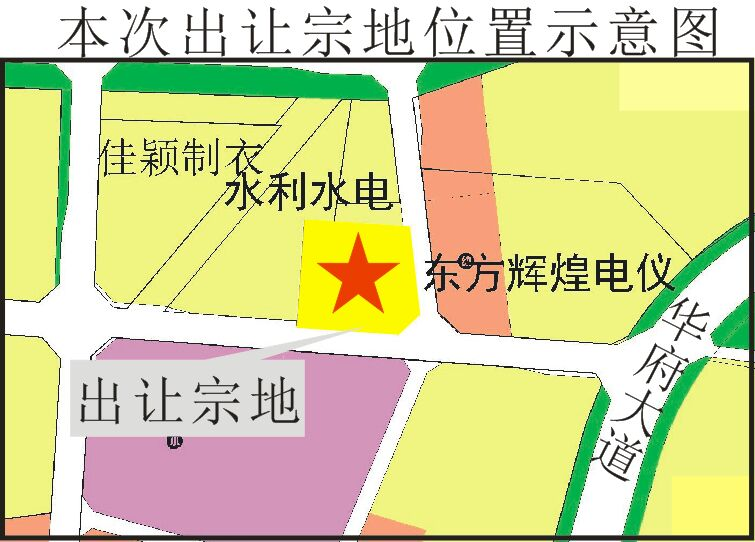 本次出让宗地位置示意图
佳颖制衣
水利水电
东方辉煌电仪
华府大道
出让宗地